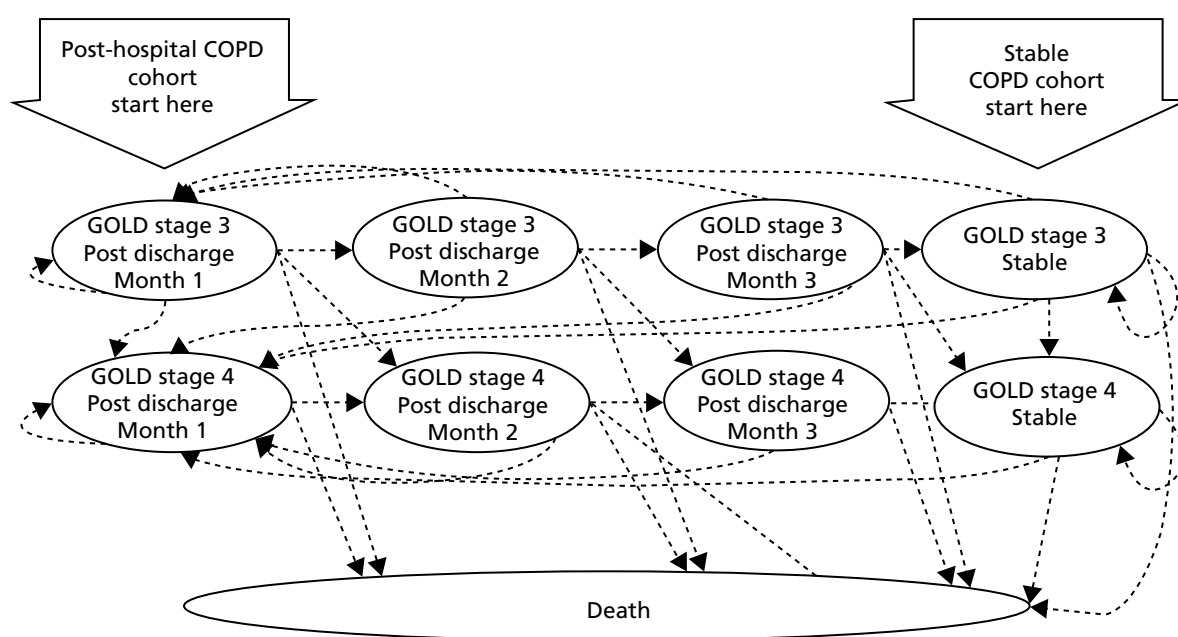 Post-hospital COPD
cohort
start here
Stable
COPD cohort
start here
GOLD stage 3
Post discharge
Month 1
GOLD stage 3
Post discharge
Month 2
GOLD stage 3
Post discharge
Month 3
GOLD stage 3
Stable
GOLD stage 4
Post discharge
Month 1
GOLD stage 4
Post discharge
Month 2
GOLD stage 4
Post discharge
Month 3
GOLD stage 4
Stable
Death